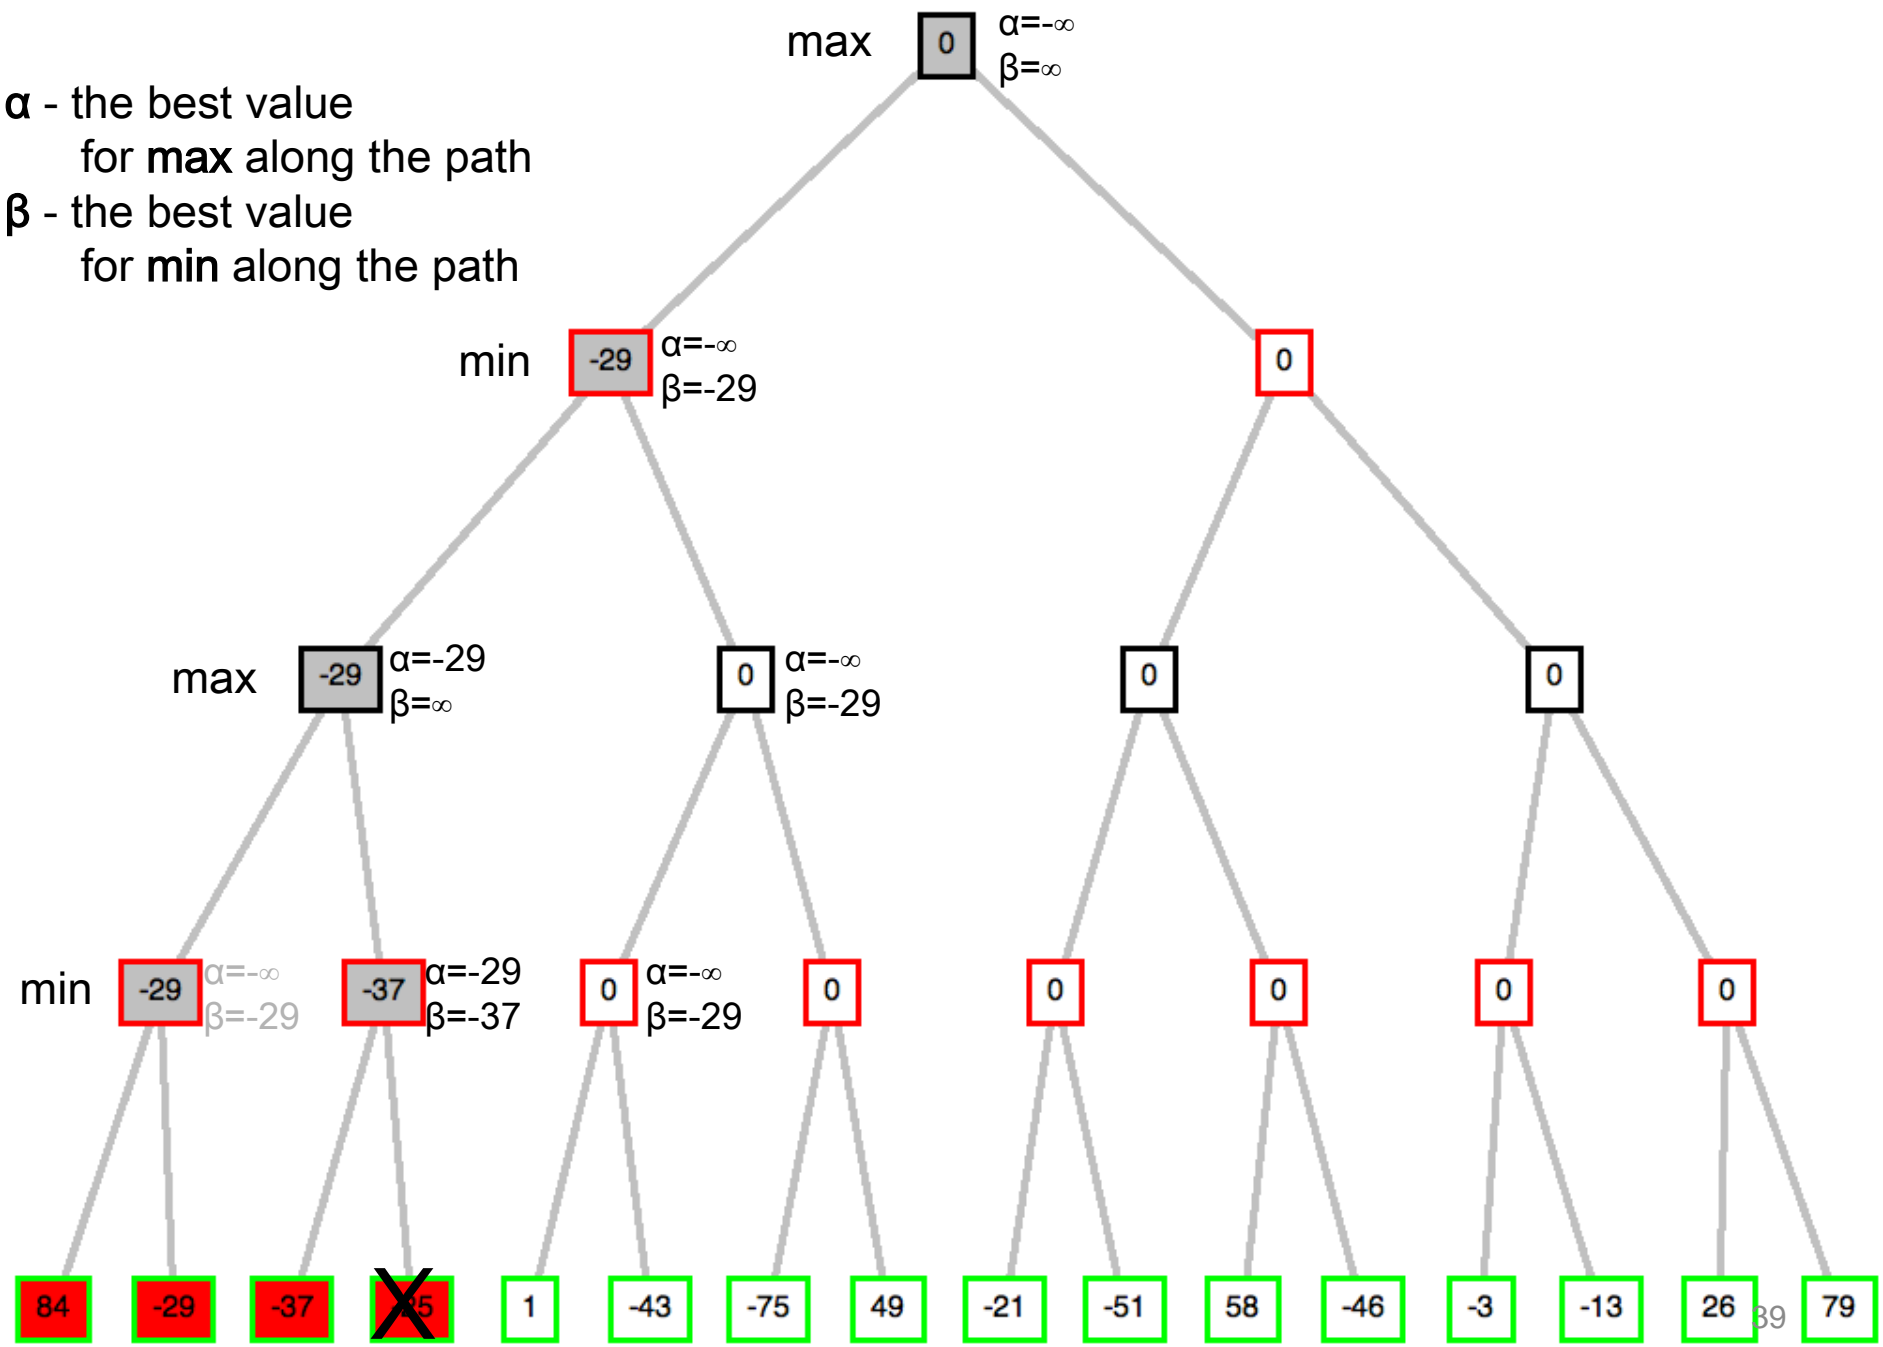 max
0
α=-∞
β=∞
α - the best value
for max along the path
β - the best value
for min along the path
min
-29
α=-∞
β=-29
0
max
-29
α=-29
β=∞
0
α=-∞
β=-29
0
0
min
-29
α=-∞
β=-29
-37
α=-29
β=-37
0
α=-∞
β=-29
0
0
0
0
0
84
-29
-37
X
1
-43
-75
49
-21
-51
58
-46
-3
-13
26
39
79